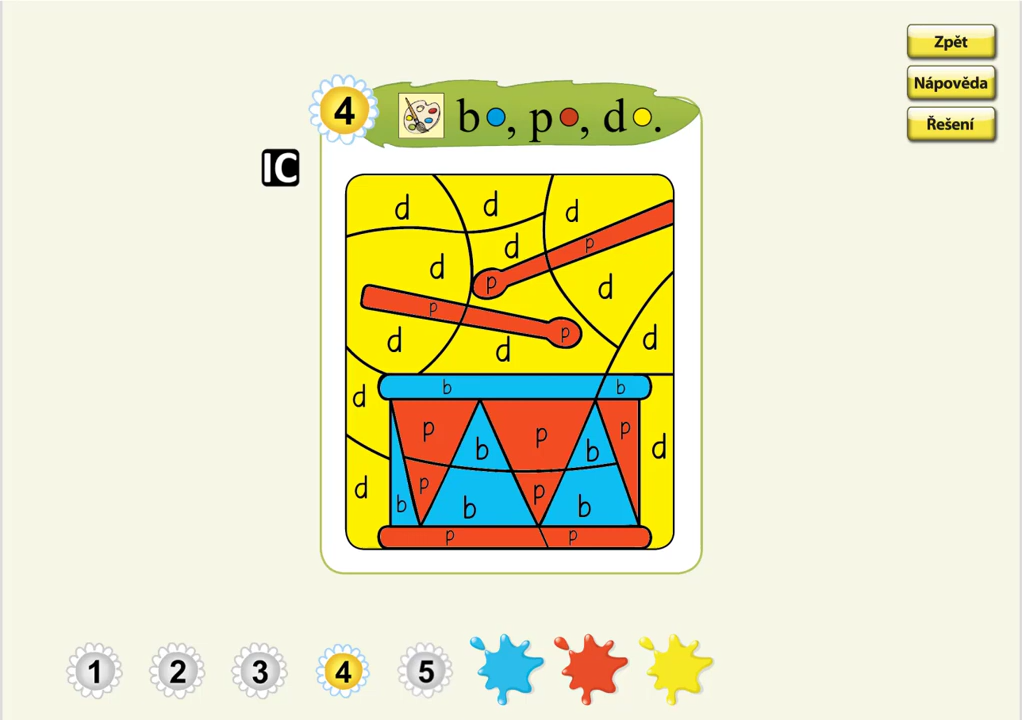 Zpět
4 b, p, d.
Nápověda
Řešení
IC
d d d
d p
d p
d
p
d p d
d d
b b
d
p p p
b b d
d p p
b b b
p p
1 2 3 4 5